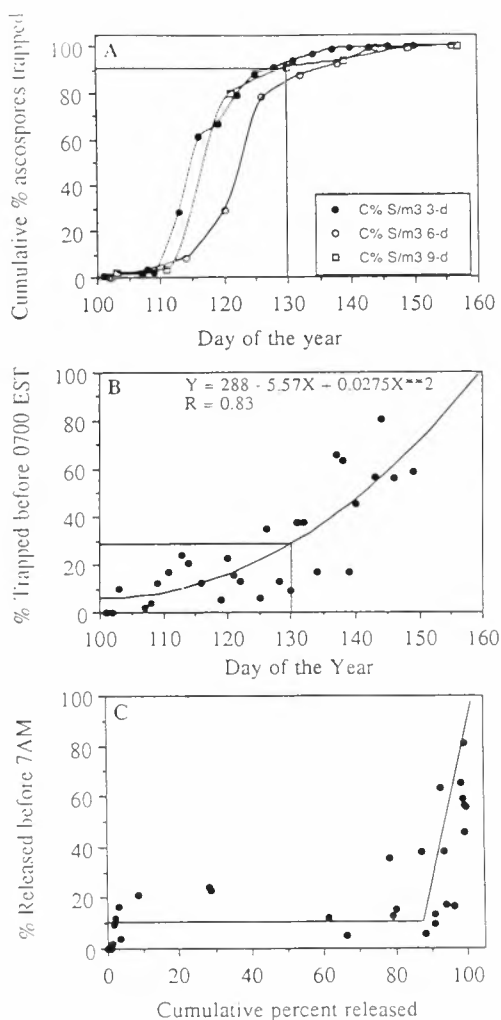 Cumulative % ascospores trapped
A
100
80
60
40
20
0
C% S/m3 3-d
C% S/m3 6-d
C% S/m3 9-d
100 110 120 130 140 150 160
Day of the year
% Trapped before 0700 EST
B
Y = 288 - 5.57X + 0.0275X**2
R = 0.83
100
80
60
40
20
0
100 110 120 130 140 150 160
Day of the Year
% Released before 7AM
C
100
80
60
40
20
0
0 20 40 60 80 100
Cumulative percent released